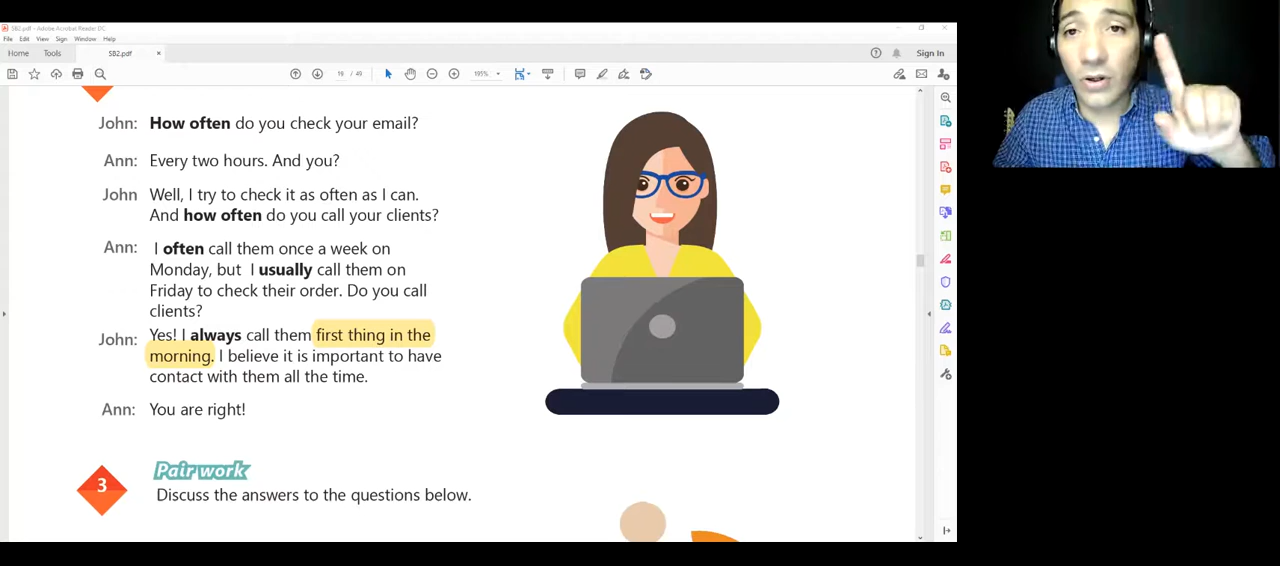 SB2.pdf - Adobe Acrobat Reader DC
File Edit View Sign Window Help
Home Tools SB2.pdf × Sign In
/ 49 195%
John: How often do you check your email?
Ann: Every two hours. And you?
John Well, I try to check it as often as I can.
And how often do you call your clients?
Ann: I often call them once a week on
Monday, but I usually call them on
Friday to check their order. Do you call
clients?
John: Yes! I always call them first thing in the
morning. I believe it is important to have
contact with them all the time.
Ann: You are right!
3 Pair work
Discuss the answers to the questions below.